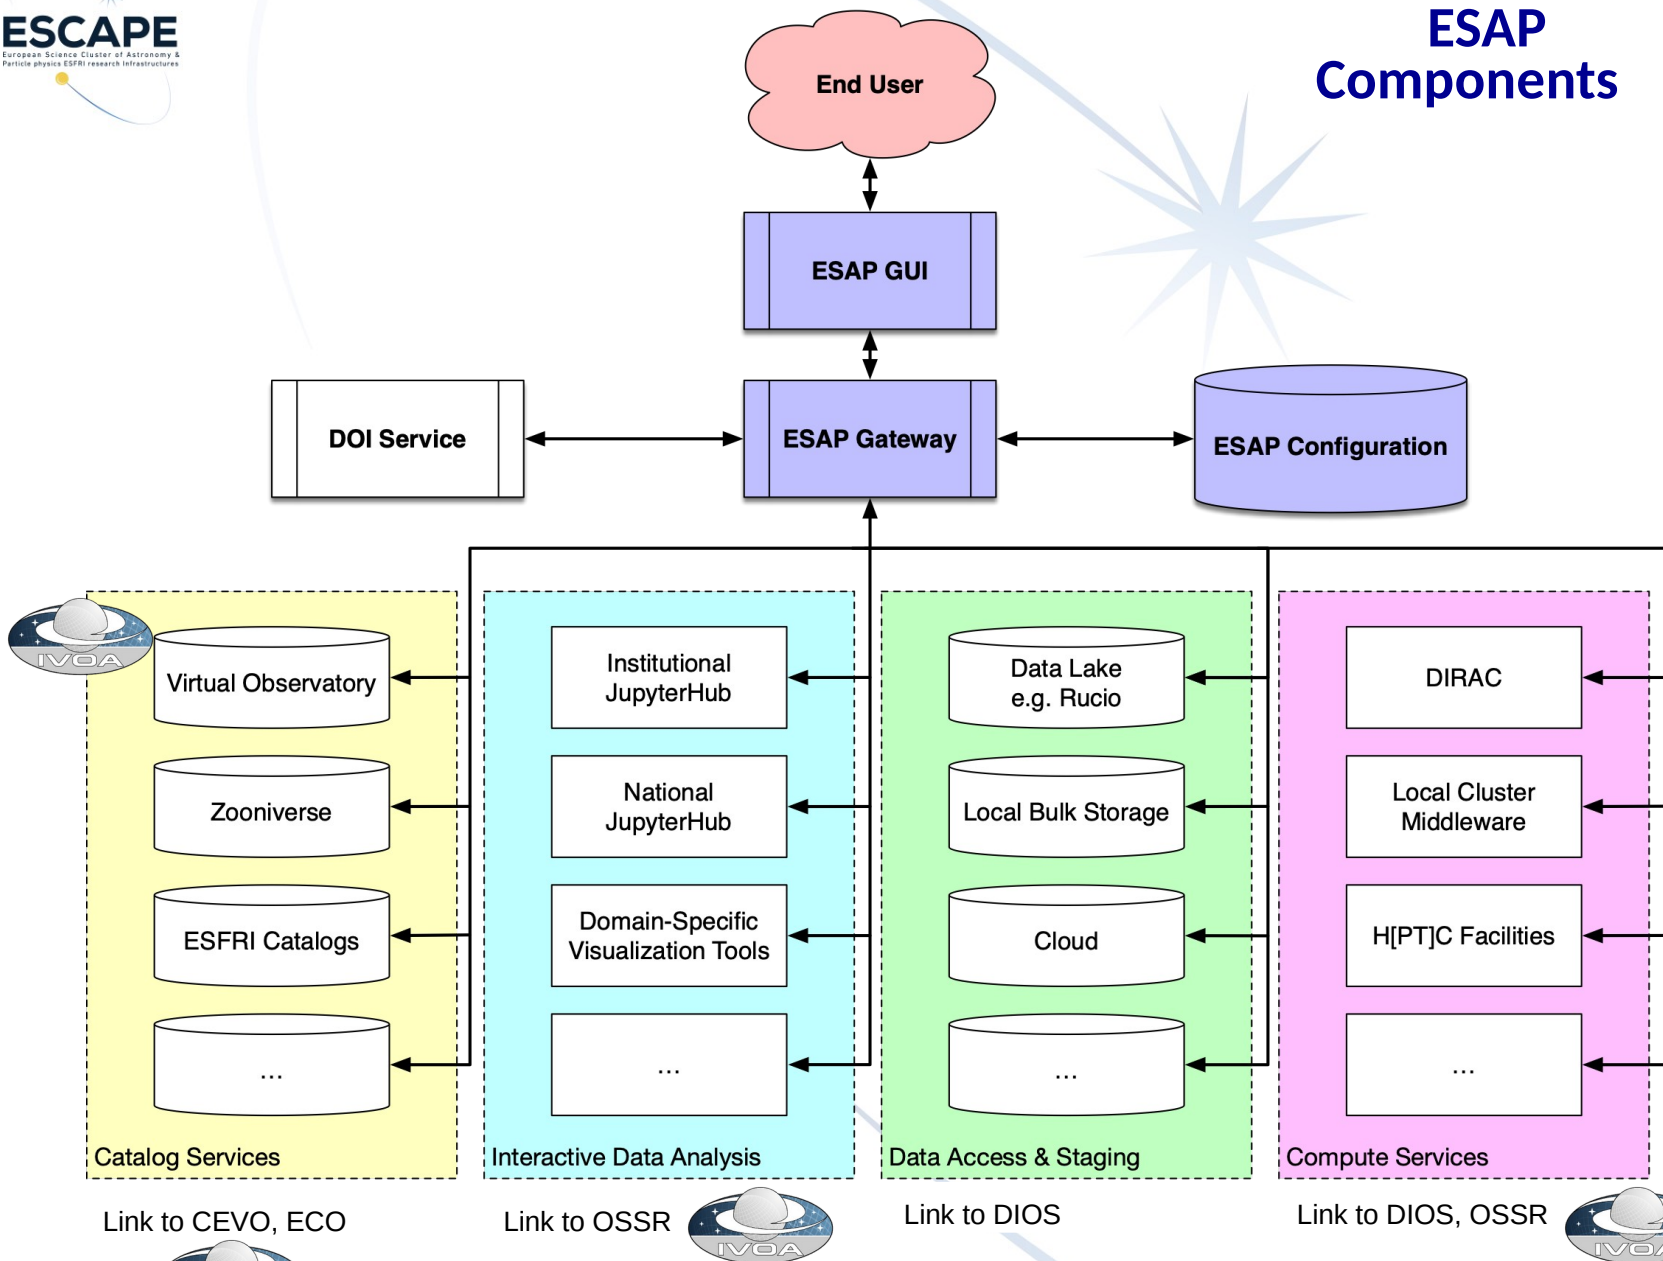 ESCAPE
European Science Cluster of Astronomy &
Particle physics ESFRI research Infrastructures
ESAP
Components
End User
ESAP GUI
DOI Service
ESAP Gateway
ESAP Configuration
IVOA
Virtual Observatory
Zooniverse
ESFRI Catalogs
...
Catalog Services
Institutional
JupyterHub
National
JupyterHub
Domain-Specific
Visualization Tools
...
Interactive Data Analysis
Data Lake
e.g. Rucio
Local Bulk Storage
Cloud
...
Data Access & Staging
DIRAC
Local Cluster
Middleware
H[PT]C Facilities
...
Compute Services
Link to CEVO, ECO
Link to OSSR
IVOA
Link to DIOS
Link to DIOS, OSSR
IVOA